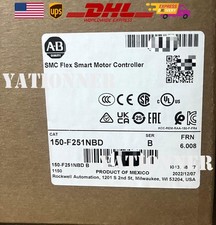 ups
DHL
AB
Allen-Bradley
SMC Flex Smart Motor Controller
CAT
SER
FRN
150-F251NBD
B
6.008
150-F251NBD B
1150
PRODUCT OF MEXICO
2022/12/07
Rockwell Automation, 1201 S 2nd St, Milwaukee, WI 53204, USA